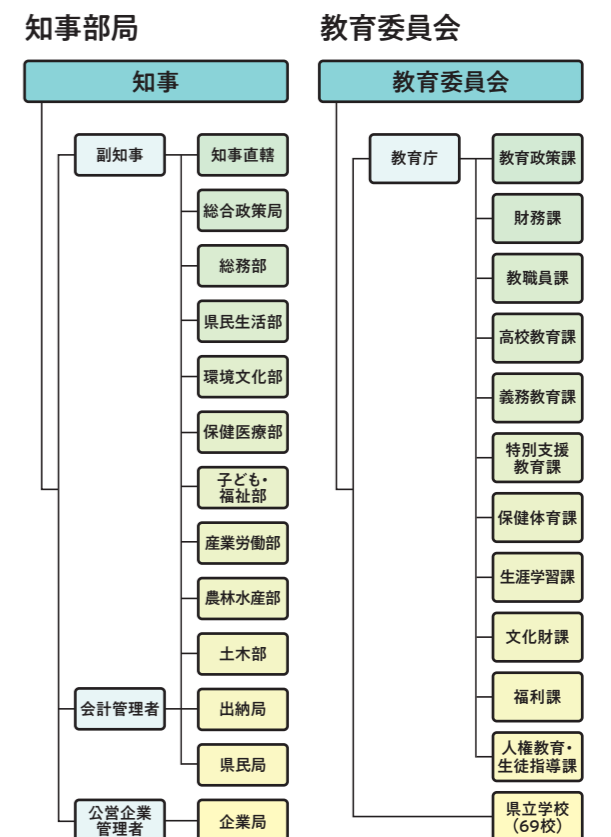 知事部局
知事
副知事
知事直轄
総合政策局
総務部
県民生活部
環境文化部
保健医療部
子ども・
福祉部
産業労働部
農林水産部
土木部
会計管理者
出納局
県民局
公営企業
管理者
企業局
教育委員会
教育委員会
教育庁
教育政策課
財務課
教職員課
高校教育課
義務教育課
特別支援
教育課
保健体育課
生涯学習課
文化財課
福利課
人権教育・
生徒指導課
県立学校
（69校）